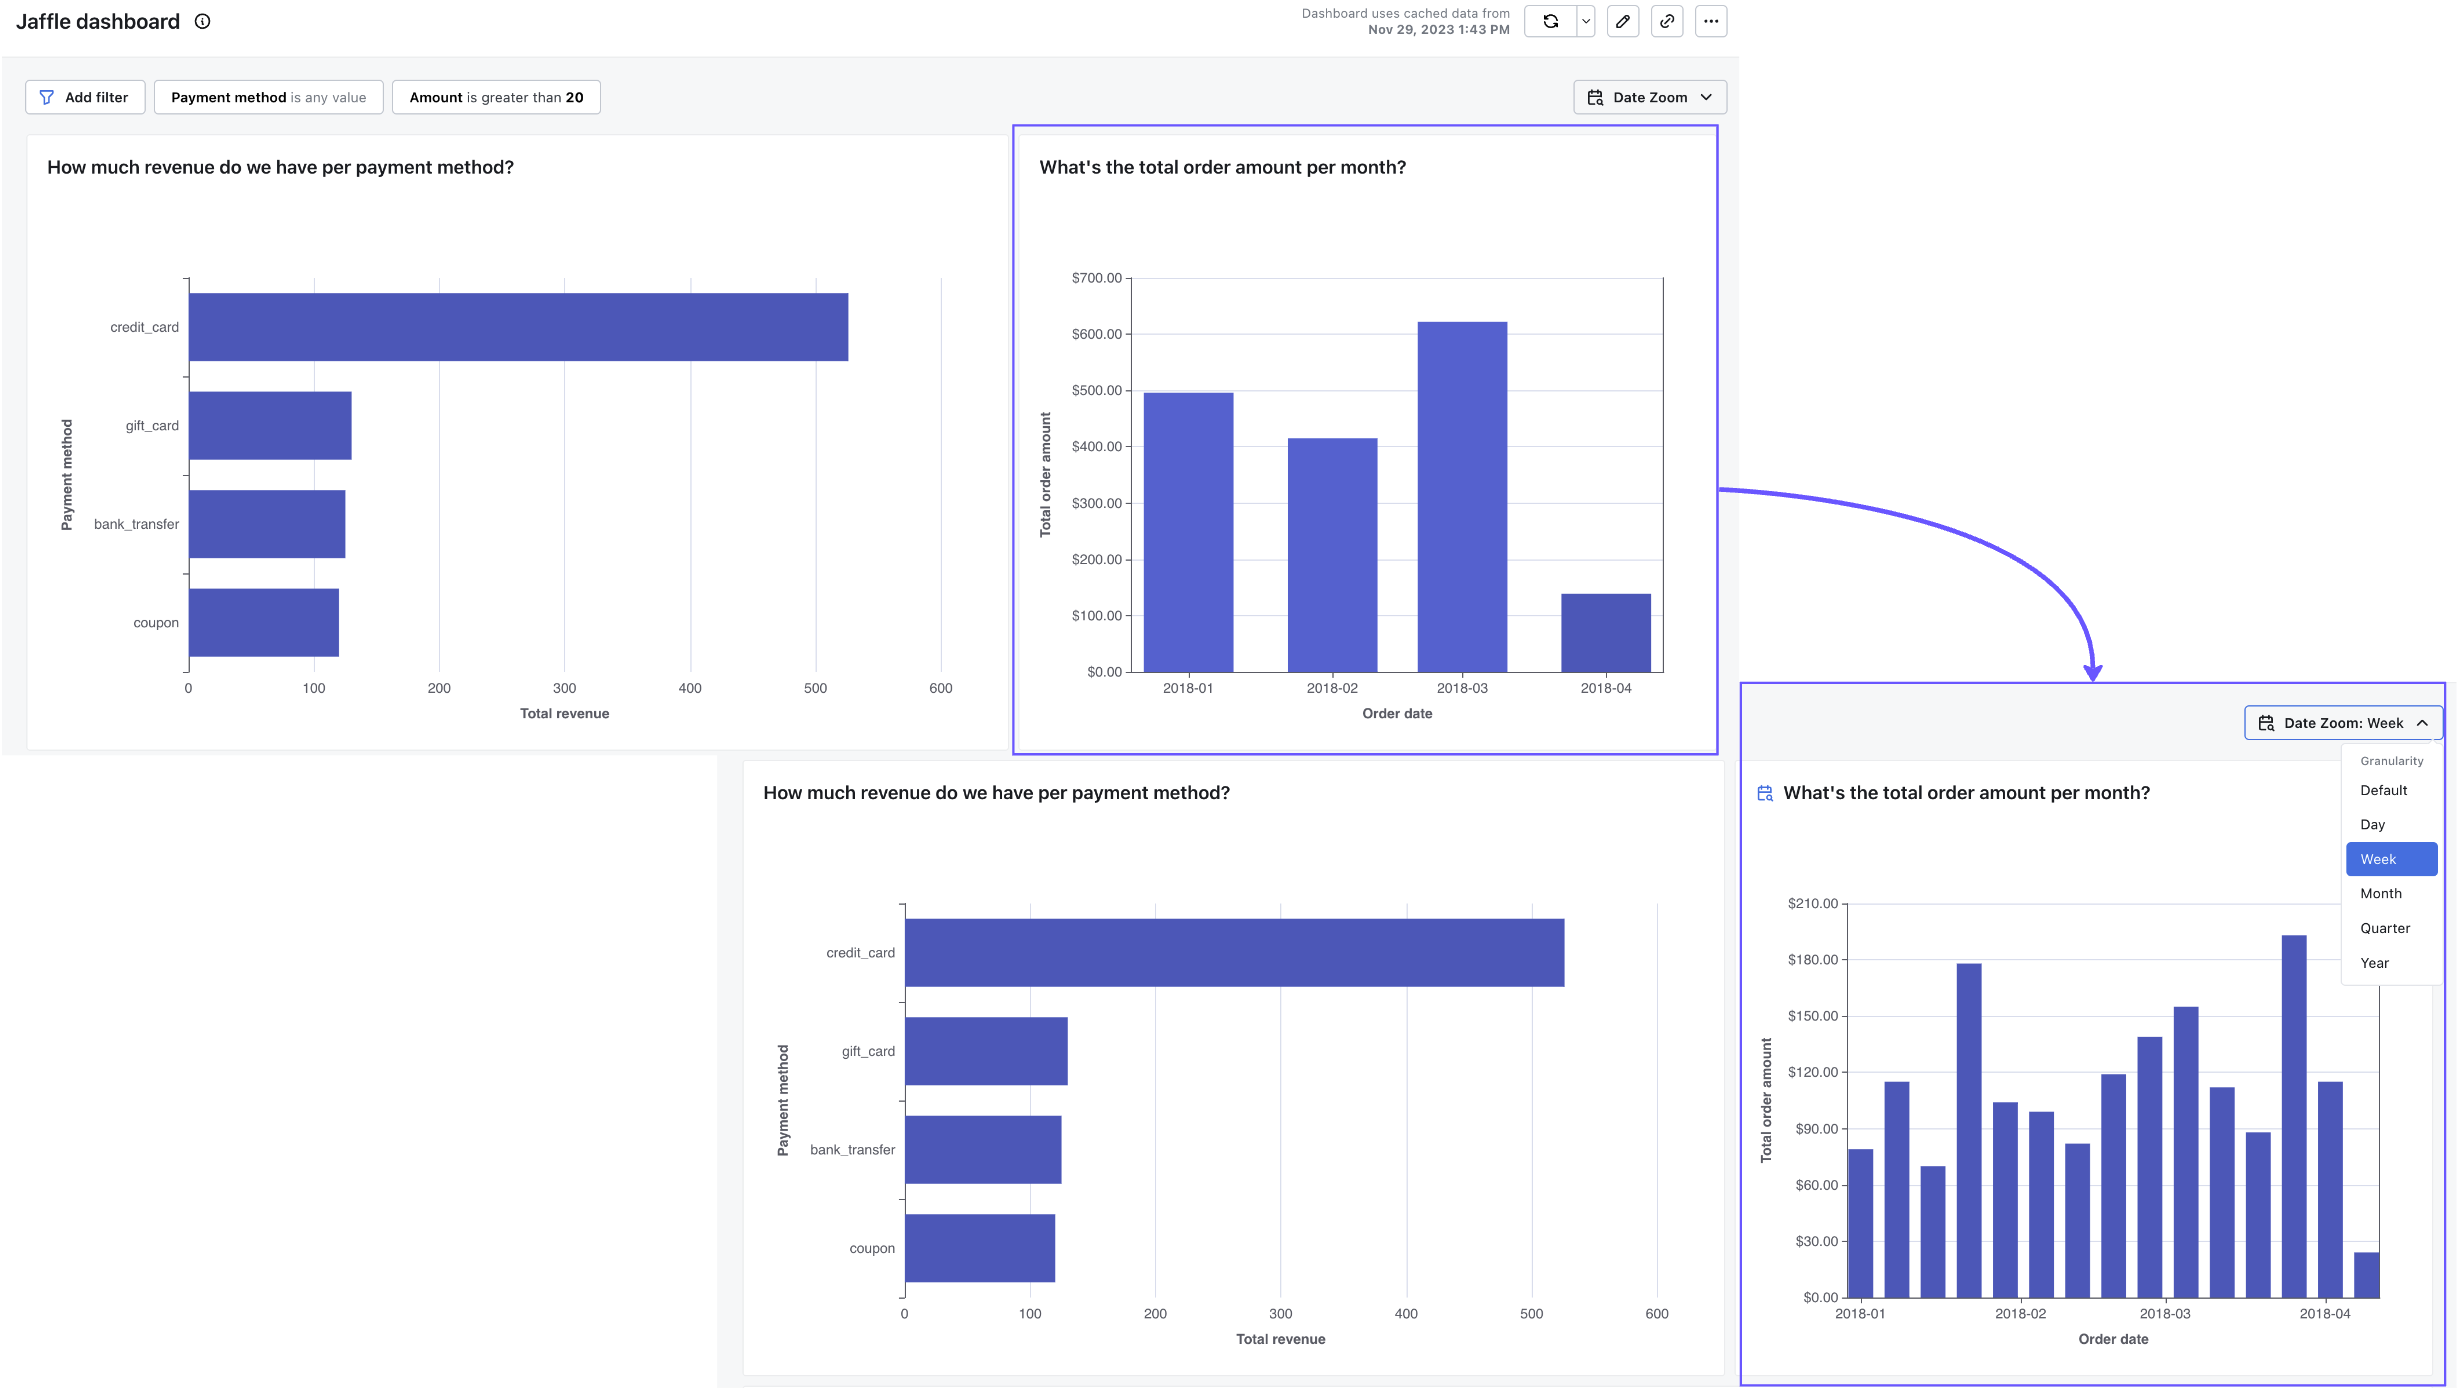 Jaffle dashboard
Dashboard uses cached data from
Nov 29, 2023 1:43 PM
Add filter
Payment method is any value
Amount is greater than 20
Date Zoom
How much revenue do we have per payment method?
Payment method
credit_card
gift_card
bank_transfer
coupon
0 100 200 300 400 500 600
Total revenue
What's the total order amount per month?
Total order amount
$700.00
$600.00
$500.00
$400.00
$300.00
$200.00
$100.00
$0.00
2018-01 2018-02 2018-03 2018-04
Order date
How much revenue do we have per payment method?
Payment method
credit_card
gift_card
bank_transfer
coupon
0 100 200 300 400 500 600
Total revenue
Date Zoom: Week
Granularity
Default
Day
Week
Month
Quarter
Year
What's the total order amount per month?
Total order amount
$210.00
$180.00
$150.00
$120.00
$90.00
$60.00
$30.00
$0.00
2018-01 2018-02 2018-03 2018-04
Order date